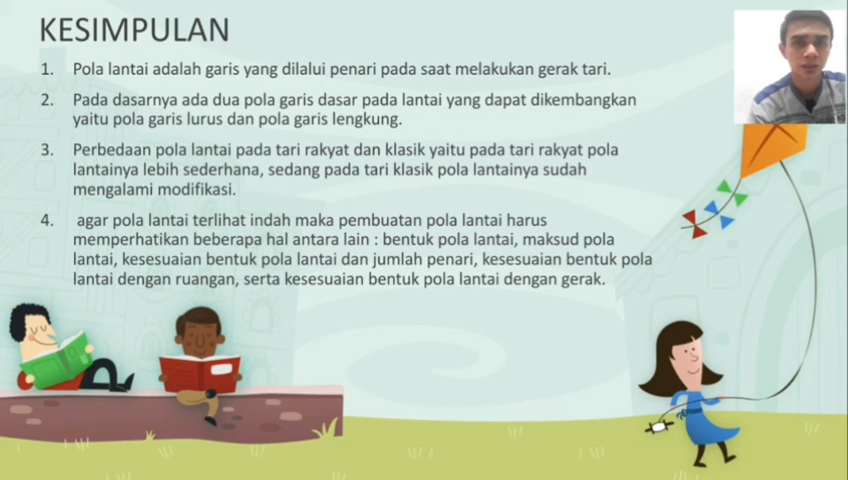 KESIMPULAN
1. Pola lantai adalah garis yang dilalui penari pada saat melakukan gerak tari.
2. Pada dasarnya ada dua pola garis dasar pada lantai yang dapat dikembangkan
yaitu pola garis lurus dan pola garis lengkung.
3. Perbedaan pola lantai pada tari rakyat dan klasik yaitu pada tari rakyat pola
lantainya lebih sederhana, sedang pada tari klasik pola lantainya sudah
mengalami modifikasi.
4. agar pola lantai terlihat indah maka pembuatan pola lantai harus
memperhatikan beberapa hal antara lain : bentuk pola lantai, maksud pola
lantai, kesesuaian bentuk pola lantai dan jumlah penari, kesesuaian bentuk pola
lantai dengan ruangan, serta kesesuaian bentuk pola lantai dengan gerak.